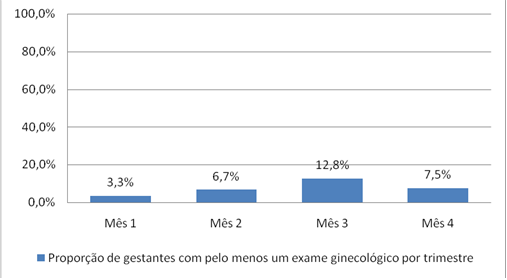 100,0%
80,0%
60,0%
40,0%
20,0%
0,0%
3,3%
6,7%
12,8%
7,5%
Mês 1
Mês 2
Mês 3
Mês 4
Proporção de gestantes com pelo menos um exame ginecológico por trimestre